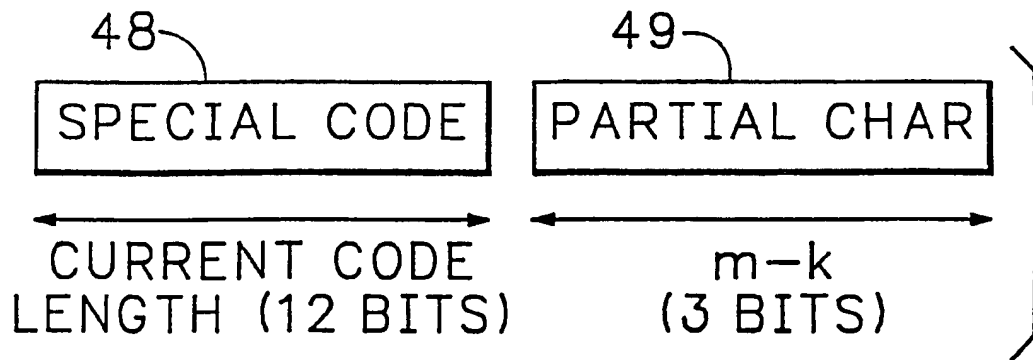 48
49
SPECIAL CODE
PARTIAL CHAR
CURRENT CODE
LENGTH (12 BITS)
m-k
(3 BITS)